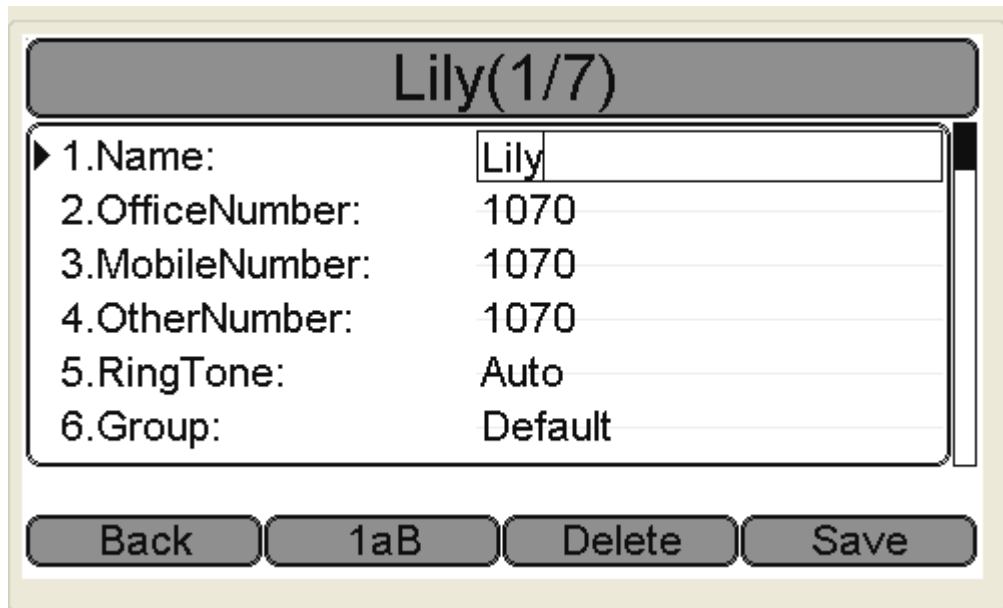 Lily(1/7)
1.Name: Lily
2.OfficeNumber: 1070
3.MobileNumber: 1070
4.OtherNumber: 1070
5.RingTone: Auto
6.Group: Default
Back 1aB Delete Save